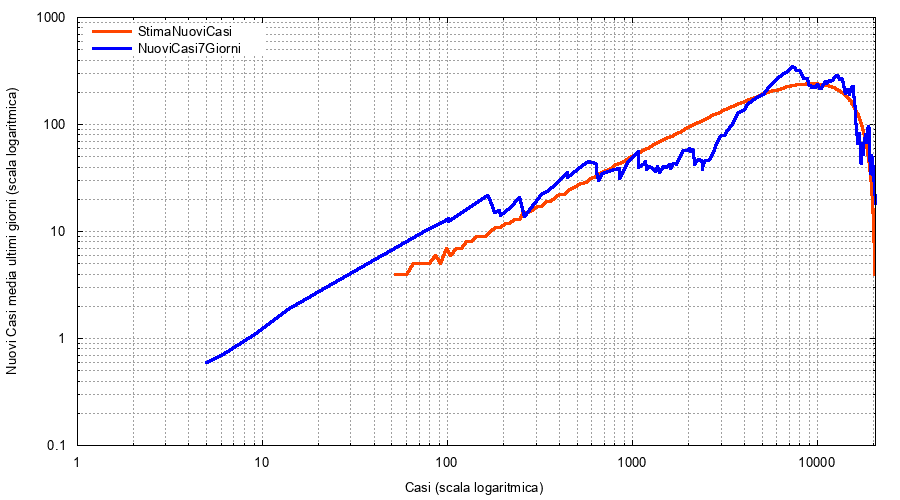 1000
StimaNuoviCasi
NuoviCasi7Giorni
100
10
1
0.1
Nuovi Casi media ultimi giorni (scala logaritmica)
1
10
100
1000
10000
Casi (scala logaritmica)